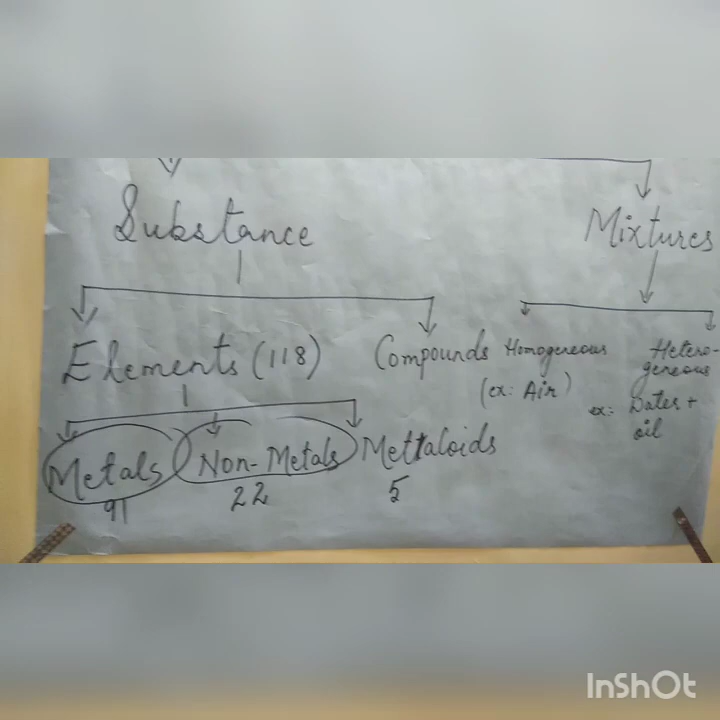 Substance
Mixtures
Elements (118)
Compounds
Homogeneous
(ex: Air)
Hetero-
geneous
ex: Water +
oil
Metals
91
Non-Metals
22
Mettaloids
5
InShOt